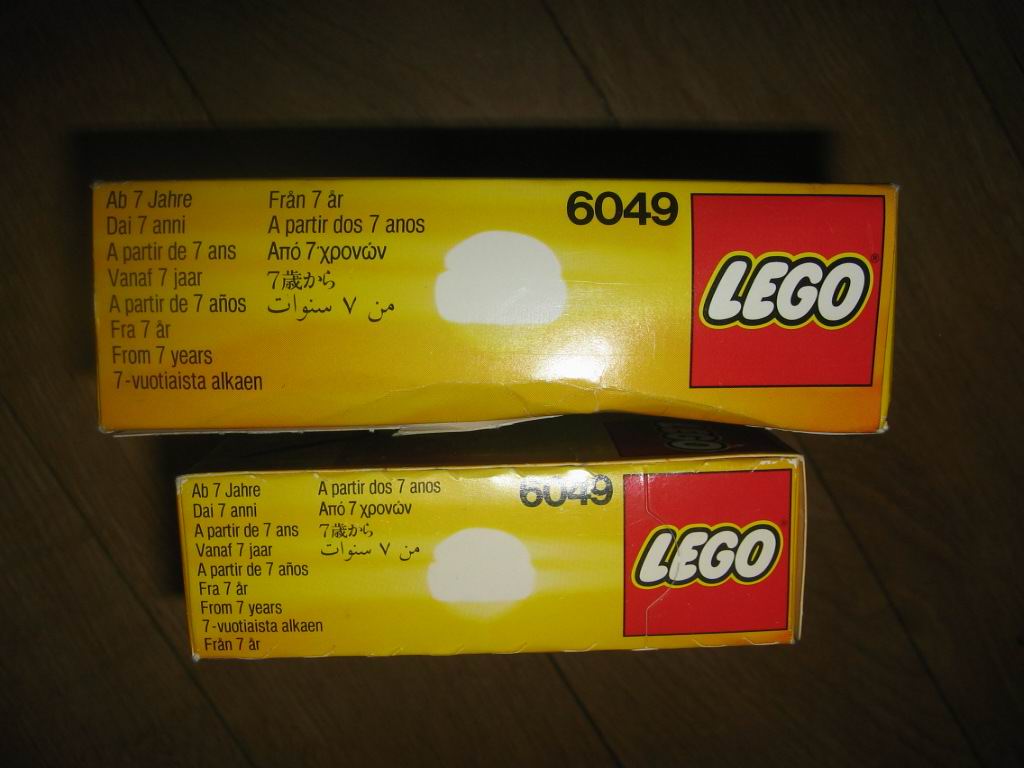 Ab 7 Jahre
Dai 7 anni
A partir de 7 ans
Vanaf 7 jaar
A partir de 7 años
Fra 7 år
From 7 years
7-vuotiaista alkaen
Från 7 år
A partir dos 7 anos
Από 7 χρονών
7歳から
من ٧ سنوات
6049
LEGO®
LEGO
Ab 7 Jahre
Dai 7 anni
A partir de 7 ans
Vanaf 7 jaar
A partir de 7 años
Fra 7 år
From 7 years
7-vuotiaista alkaen
Från 7 år
A partir dos 7 anos
Από 7 χρονών
7歳から
من ٧ سنوات
6049
LEGO